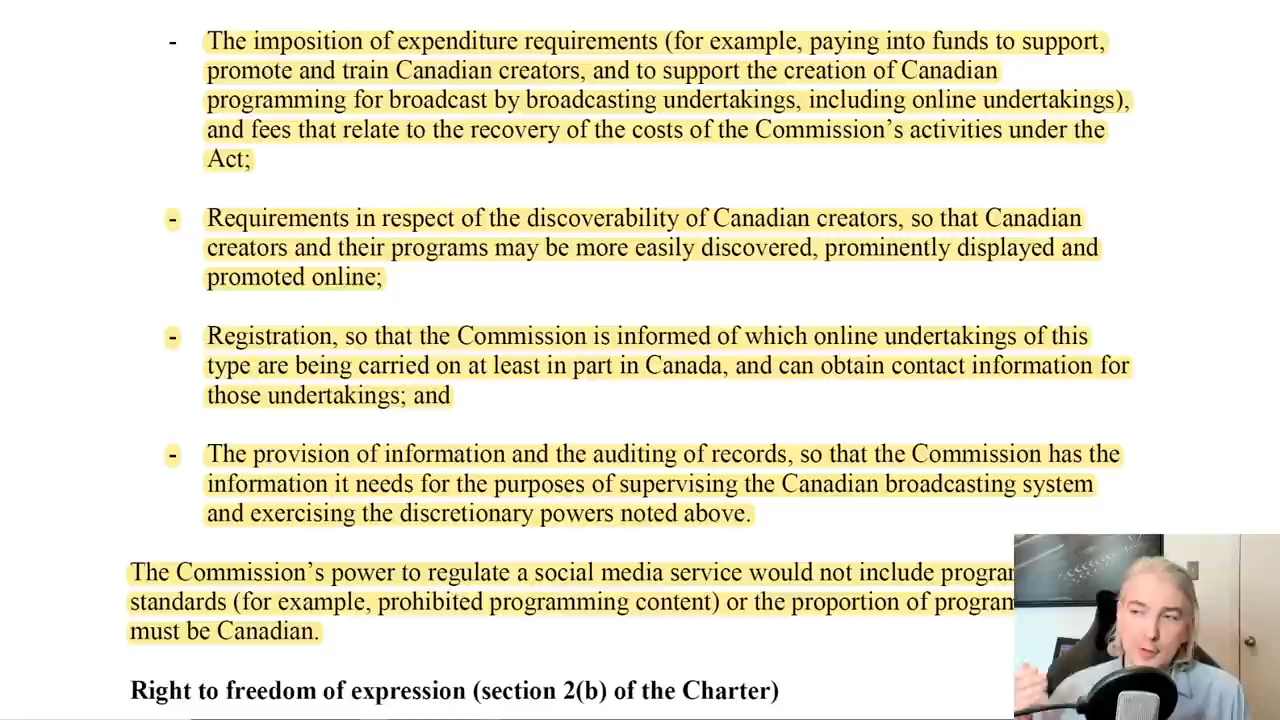 - The imposition of expenditure requirements (for example, paying into funds to support,
promote and train Canadian creators, and to support the creation of Canadian
programming for broadcast by broadcasting undertakings, including online undertakings),
and fees that relate to the recovery of the costs of the Commission’s activities under the
Act;
- Requirements in respect of the discoverability of Canadian creators, so that Canadian
creators and their programs may be more easily discovered, prominently displayed and
promoted online;
- Registration, so that the Commission is informed of which online undertakings of this
type are being carried on at least in part in Canada, and can obtain contact information for
those undertakings; and
- The provision of information and the auditing of records, so that the Commission has the
information it needs for the purposes of supervising the Canadian broadcasting system
and exercising the discretionary powers noted above.
The Commission’s power to regulate a social media service would not include
standards (for example, prohibited programming content) or the proportion of
must be Canadian.
Right to freedom of expression (section 2(b) of the Charter)